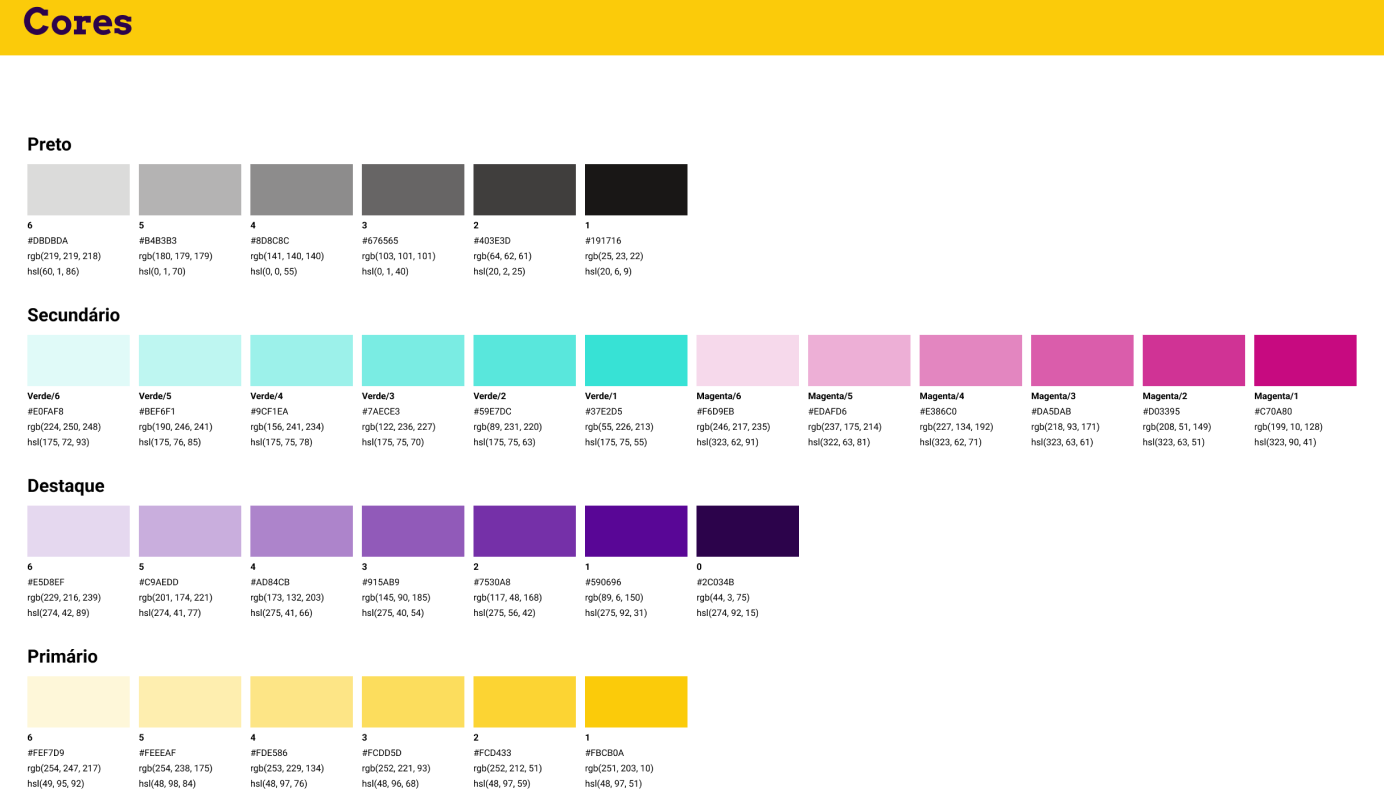 Cores
Preto
6 5 4 3 2 1
#DBDBDA #B4B3B3 #8D8C8C #676565 #403E3D #191716
rgb(219, 219, 218) rgb(180, 179, 179) rgb(141, 140, 140) rgb(103, 101, 101) rgb(64, 62, 61) rgb(25, 23, 22)
hsl(60, 1, 86) hsl(0, 1, 70) hsl(0, 0, 55) hsl(0, 1, 40) hsl(20, 2, 25) hsl(20, 6, 9)
Secundário
Verde/6 Verde/5 Verde/4 Verde/3 Verde/2 Verde/1 Magenta/6 Magenta/5 Magenta/4 Magenta/3 Magenta/2 Magenta/1
#E0FAF8 #BEF6F1 #9CF1EA #7AECE3 #59E7DC #37E2D5 #F6D9EB #EDAFD6 #E386C0 #DA5DAB #D03395 #C70A80
rgb(224, 250, 248) rgb(190, 246, 241) rgb(156, 241, 234) rgb(122, 236, 227) rgb(89, 231, 220) rgb(55, 226, 213) rgb(246, 217, 235) rgb(237, 175, 214) rgb(227, 134, 192) rgb(218, 93, 171) rgb(208, 51, 149) rgb(199, 10, 128)
hsl(175, 72, 93) hsl(175, 76, 85) hsl(175, 75, 78) hsl(175, 75, 70) hsl(175, 75, 63) hsl(175, 75, 55) hsl(323, 62, 91) hsl(322, 63, 81) hsl(323, 62, 71) hsl(323, 63, 61) hsl(323, 63, 51) hsl(323, 90, 41)
Destaque
6 5 4 3 2 1 0
#E5D8EF #C9AEDD #AD84CB #915AB9 #7530A8 #590696 #2C034B
rgb(229, 216, 239) rgb(201, 174, 221) rgb(173, 132, 203) rgb(145, 90, 185) rgb(117, 48, 168) rgb(89, 6, 150) rgb(44, 3, 75)
hsl(274, 42, 89) hsl(274, 41, 77) hsl(275, 41, 66) hsl(275, 40, 54) hsl(275, 56, 42) hsl(275, 92, 31) hsl(274, 92, 15)
Primário
6 5 4 3 2 1
#FEF7D9 #FEEEAF #FDE586 #FCDD5D #FCD433 #FBCB0A
rgb(254, 247, 217) rgb(254, 238, 175) rgb(253, 229, 134) rgb(252, 221, 93) rgb(252, 212, 51) rgb(251, 203, 10)
hsl(49, 95, 92) hsl(48, 98, 84) hsl(48, 97, 76) hsl(48, 96, 68) hsl(48, 97, 59) hsl(48, 97, 51)